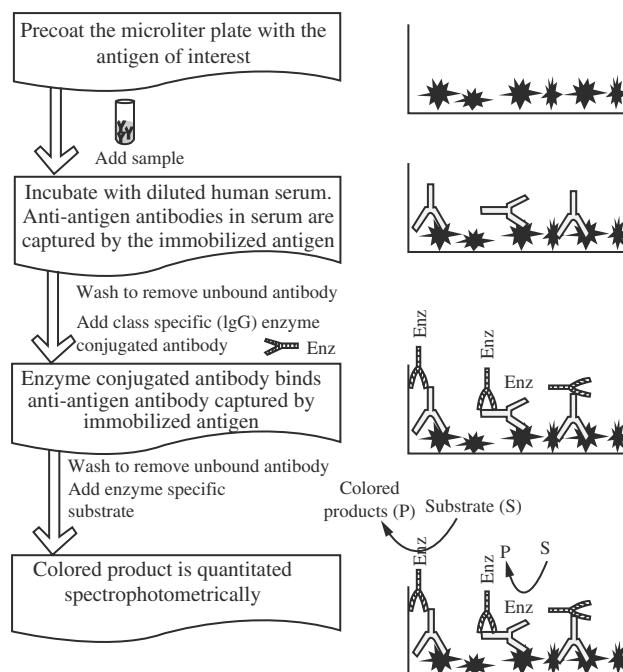 Precoat the microliter plate with the
antigen of interest
Add sample
Incubate with diluted human serum.
Anti-antigen antibodies in serum are
captured by the immobilized antigen
Wash to remove unbound antibody
Add class specific (lgG) enzyme
conjugated antibody
Enz
Enzyme conjugated antibody binds
anti-antigen antibody captured by
immobilized antigen
Enz
Enz
Enz
Wash to remove unbound antibody
Add enzyme specific
substrate
Colored
products (P)
Substrate (S)
Colored product is quantitated
spectrophotometrically
Enz
Enz
P
S
Enz